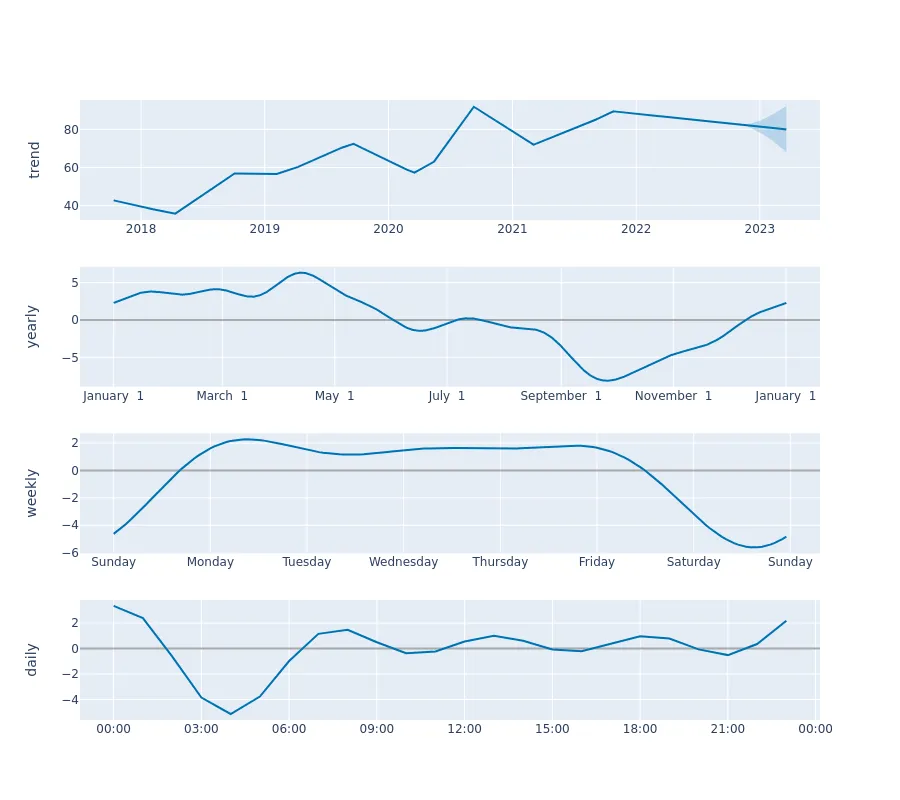 trend
80
60
40
2018 2019 2020 2021 2022 2023
yearly
5
0
−5
January 1 March 1 May 1 July 1 September 1 November 1 January 1
weekly
2
0
−2
−4
−6
Sunday Monday Tuesday Wednesday Thursday Friday Saturday Sunday
daily
2
0
−2
−4
00:00 03:00 06:00 09:00 12:00 15:00 18:00 21:00 00:00